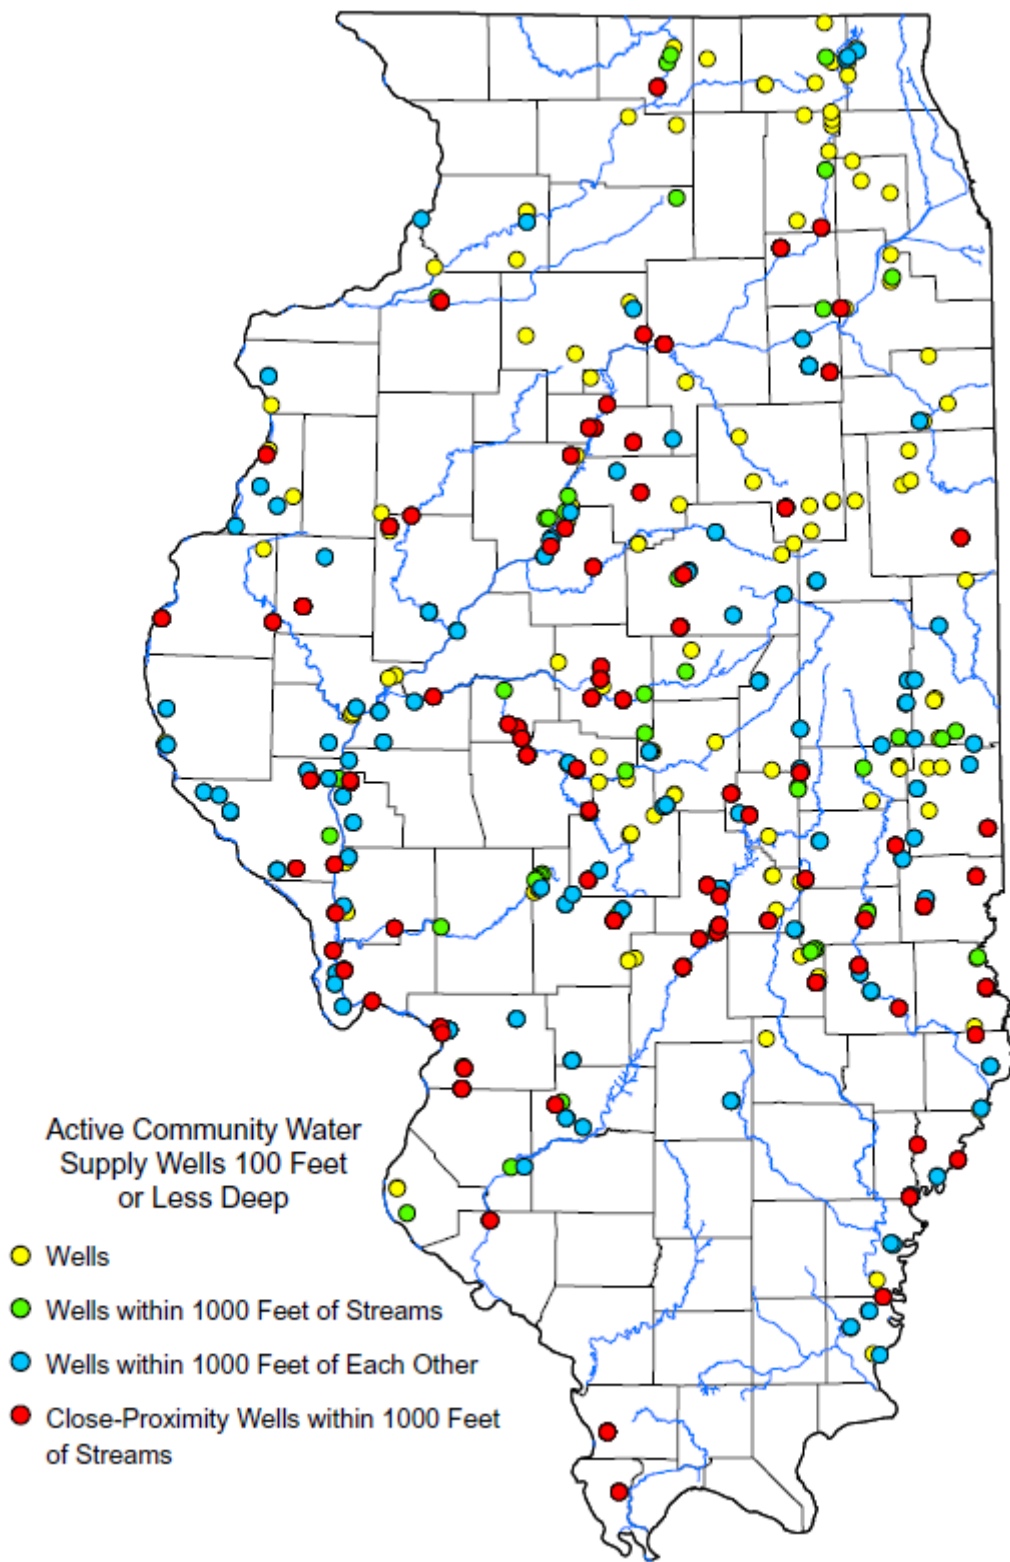 Active Community Water
Supply Wells 100 Feet
or Less Deep
Wells
Wells within 1000 Feet of Streams
Wells within 1000 Feet of Each Other
Close-Proximity Wells within 1000 Feet
of Streams